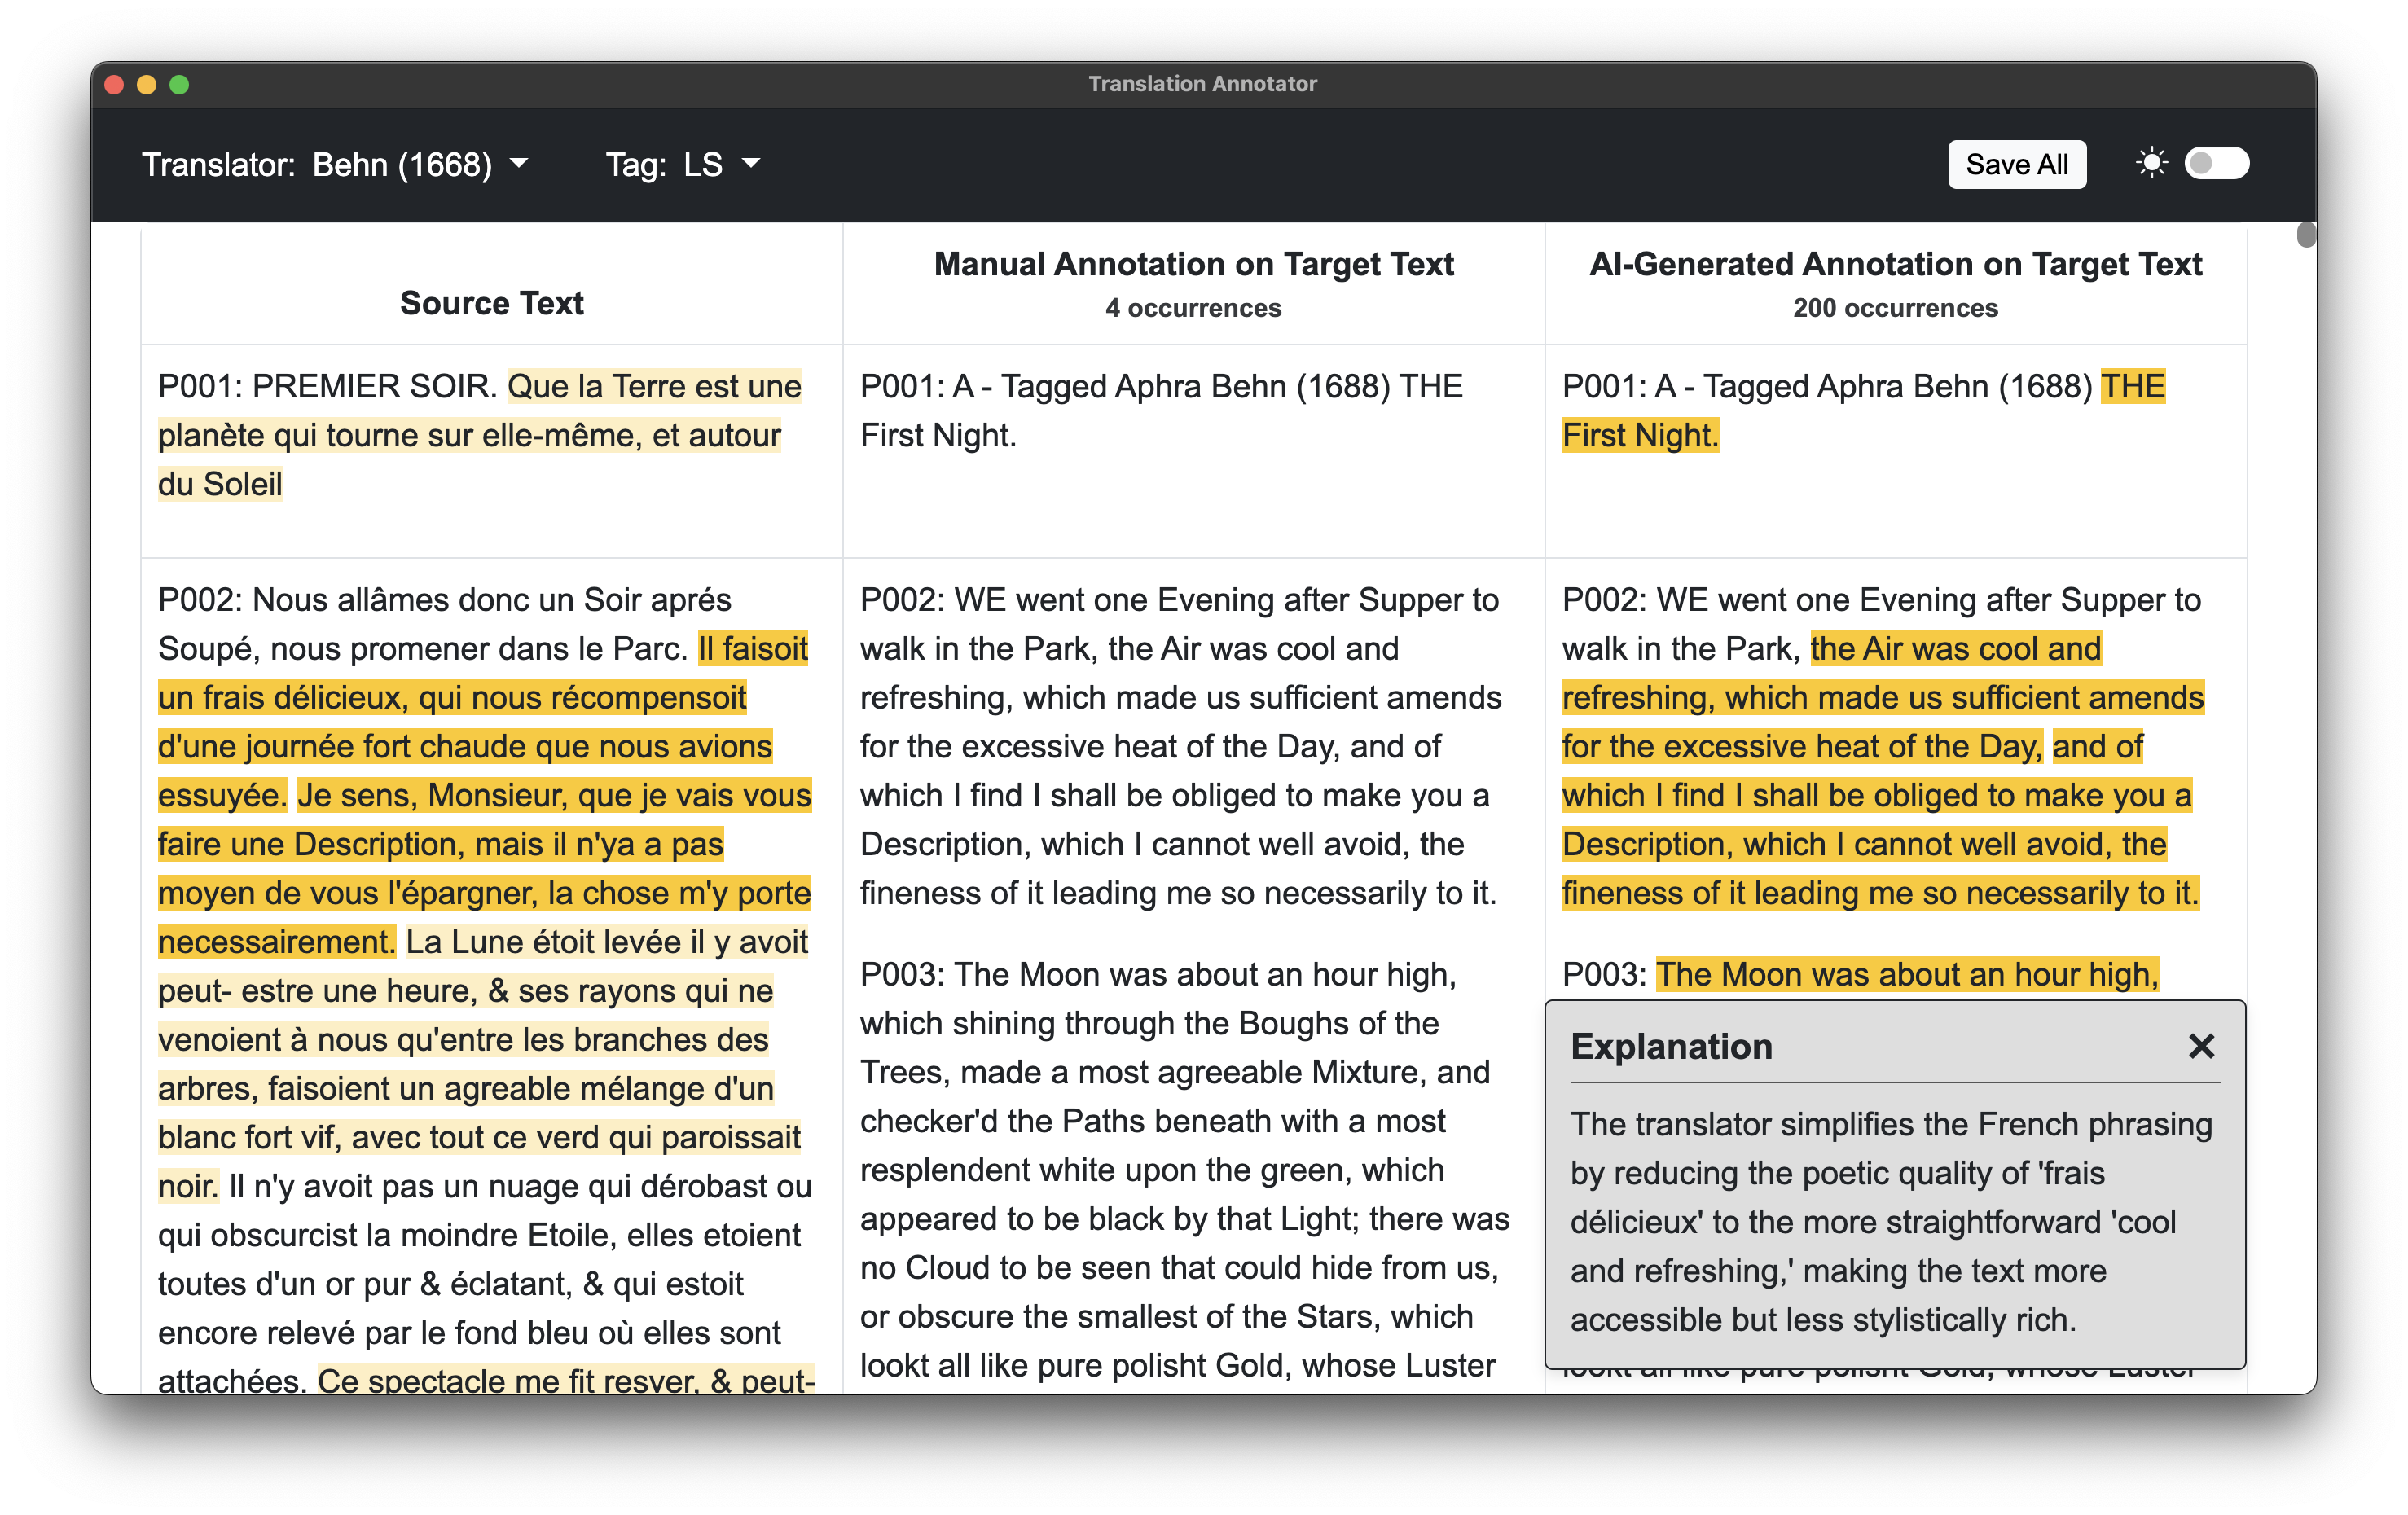 Translation Annotator
Translator: Behn (1668)
Tag: LS
Save All
Source Text
P001: PREMIER SOIR. Que la Terre est une
planète qui tourne sur elle-même, et autour
du Soleil
P002: Nous allâmes donc un Soir aprés
Soupé, nous promener dans le Parc. Il faisoit
un frais délicieux, qui nous récompensoit
d'une journée fort chaude que nous avions
essuyée. Je sens, Monsieur, que je vais vous
faire une Description, mais il n'ya a pas
moyen de vous l'épargner, la chose m'y porte
necessairement. La Lune étoit levée il y avoit
peut- estre une heure, & ses rayons qui ne
venoient à nous qu'entre les branches des
arbres, faisoient un agreable mélange d'un
blanc fort vif, avec tout ce verd qui paroissait
noir. Il n'y avoit pas un nuage qui dérobast ou
qui obscurcist la moindre Etoile, elles etoient
toutes d'un or pur & éclatant, & qui estoit
encore relevé par le fond bleu où elles sont
attachées. Ce spectacle me fit resver, & peut-
Manual Annotation on Target Text
4 occurrences
P001: A - Tagged Aphra Behn (1688) THE
First Night.
P002: WE went one Evening after Supper to
walk in the Park, the Air was cool and
refreshing, which made us sufficient amends
for the excessive heat of the Day, and of
which I find I shall be obliged to make you a
Description, which I cannot well avoid, the
fineness of it leading me so necessarily to it.
P003: The Moon was about an hour high,
which shining through the Boughs of the
Trees, made a most agreeable Mixture, and
checker'd the Paths beneath with a most
resplendent white upon the green, which
appeared to be black by that Light; there was
no Cloud to be seen that could hide from us,
or obscure the smallest of the Stars, which
lookt all like pure polisht Gold, whose Luster
AI-Generated Annotation on Target Text
200 occurrences
P001: A - Tagged Aphra Behn (1688) THE
First Night.
P002: WE went one Evening after Supper to
walk in the Park, the Air was cool and
refreshing, which made us sufficient amends
for the excessive heat of the Day, and of
which I find I shall be obliged to make you a
Description, which I cannot well avoid, the
fineness of it leading me so necessarily to it.
P003: The Moon was about an hour high,
Explanation
The translator simplifies the French phrasing
by reducing the poetic quality of 'frais
délicieux' to the more straightforward 'cool
and refreshing,' making the text more
accessible but less stylistically rich.
lookt all like pure polisht Gold, whose Luster